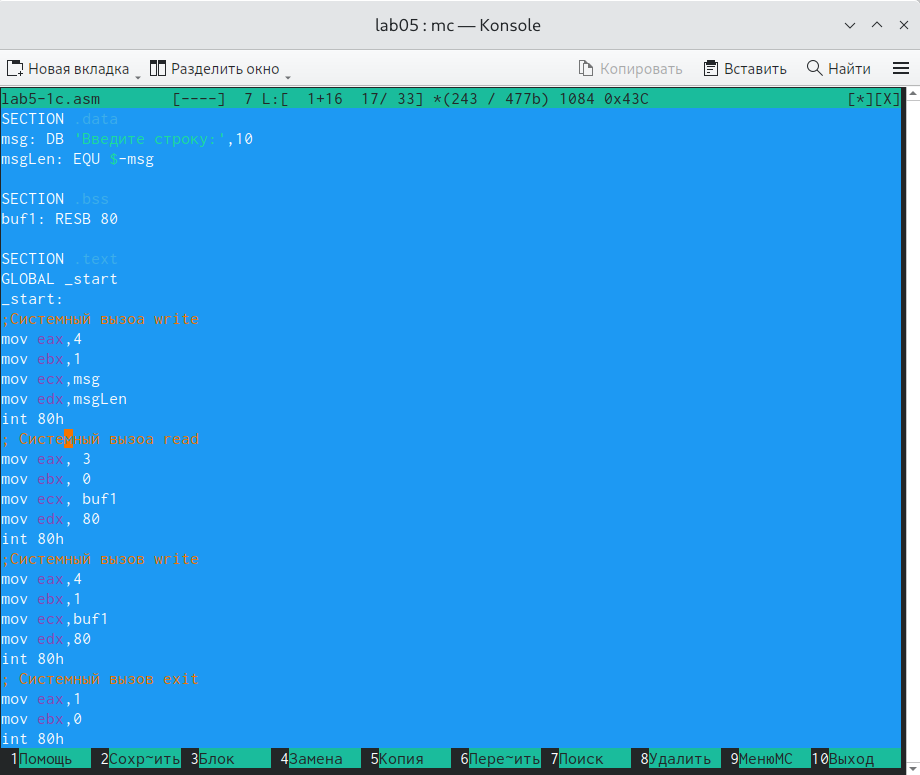 lab05 : mc — Konsole
Новая вкладка Разделить окно Копировать Вставить Найти
lab5-1c.asm [----] 7 L:[ 1+16 17/ 33] *(243 / 477b) 1084 0x43C [*][X]
SECTION .data
msg: DB 'Введите строку:',10
msgLen: EQU $-msg
SECTION .bss
buf1: RESB 80
SECTION .text
GLOBAL _start
_start:
;Системный вызоа write
mov eax,4
mov ebx,1
mov ecx,msg
mov edx,msgLen
int 80h
; Системный вызоа read
mov eax, 3
mov ebx, 0
mov ecx, buf1
mov edx, 80
int 80h
;Системный вызов write
mov eax,4
mov ebx,1
mov ecx,buf1
mov edx,80
int 80h
; Системный вызов exit
mov eax,1
mov ebx,0
int 80h
1Помощь 2Сохр~ить 3Блок 4Замена 5Копия 6Пере~ить 7Поиск 8Удалить 9МенюМС 10Выход